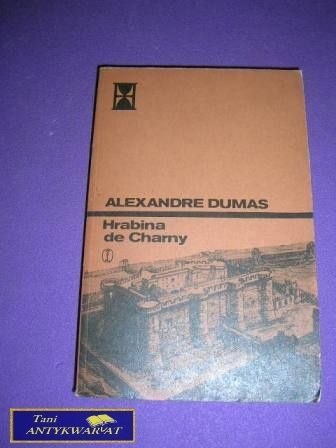 ALEXANDRE DUMAS
Hrabina
de Charny
Tani
ANTYKWARIAT